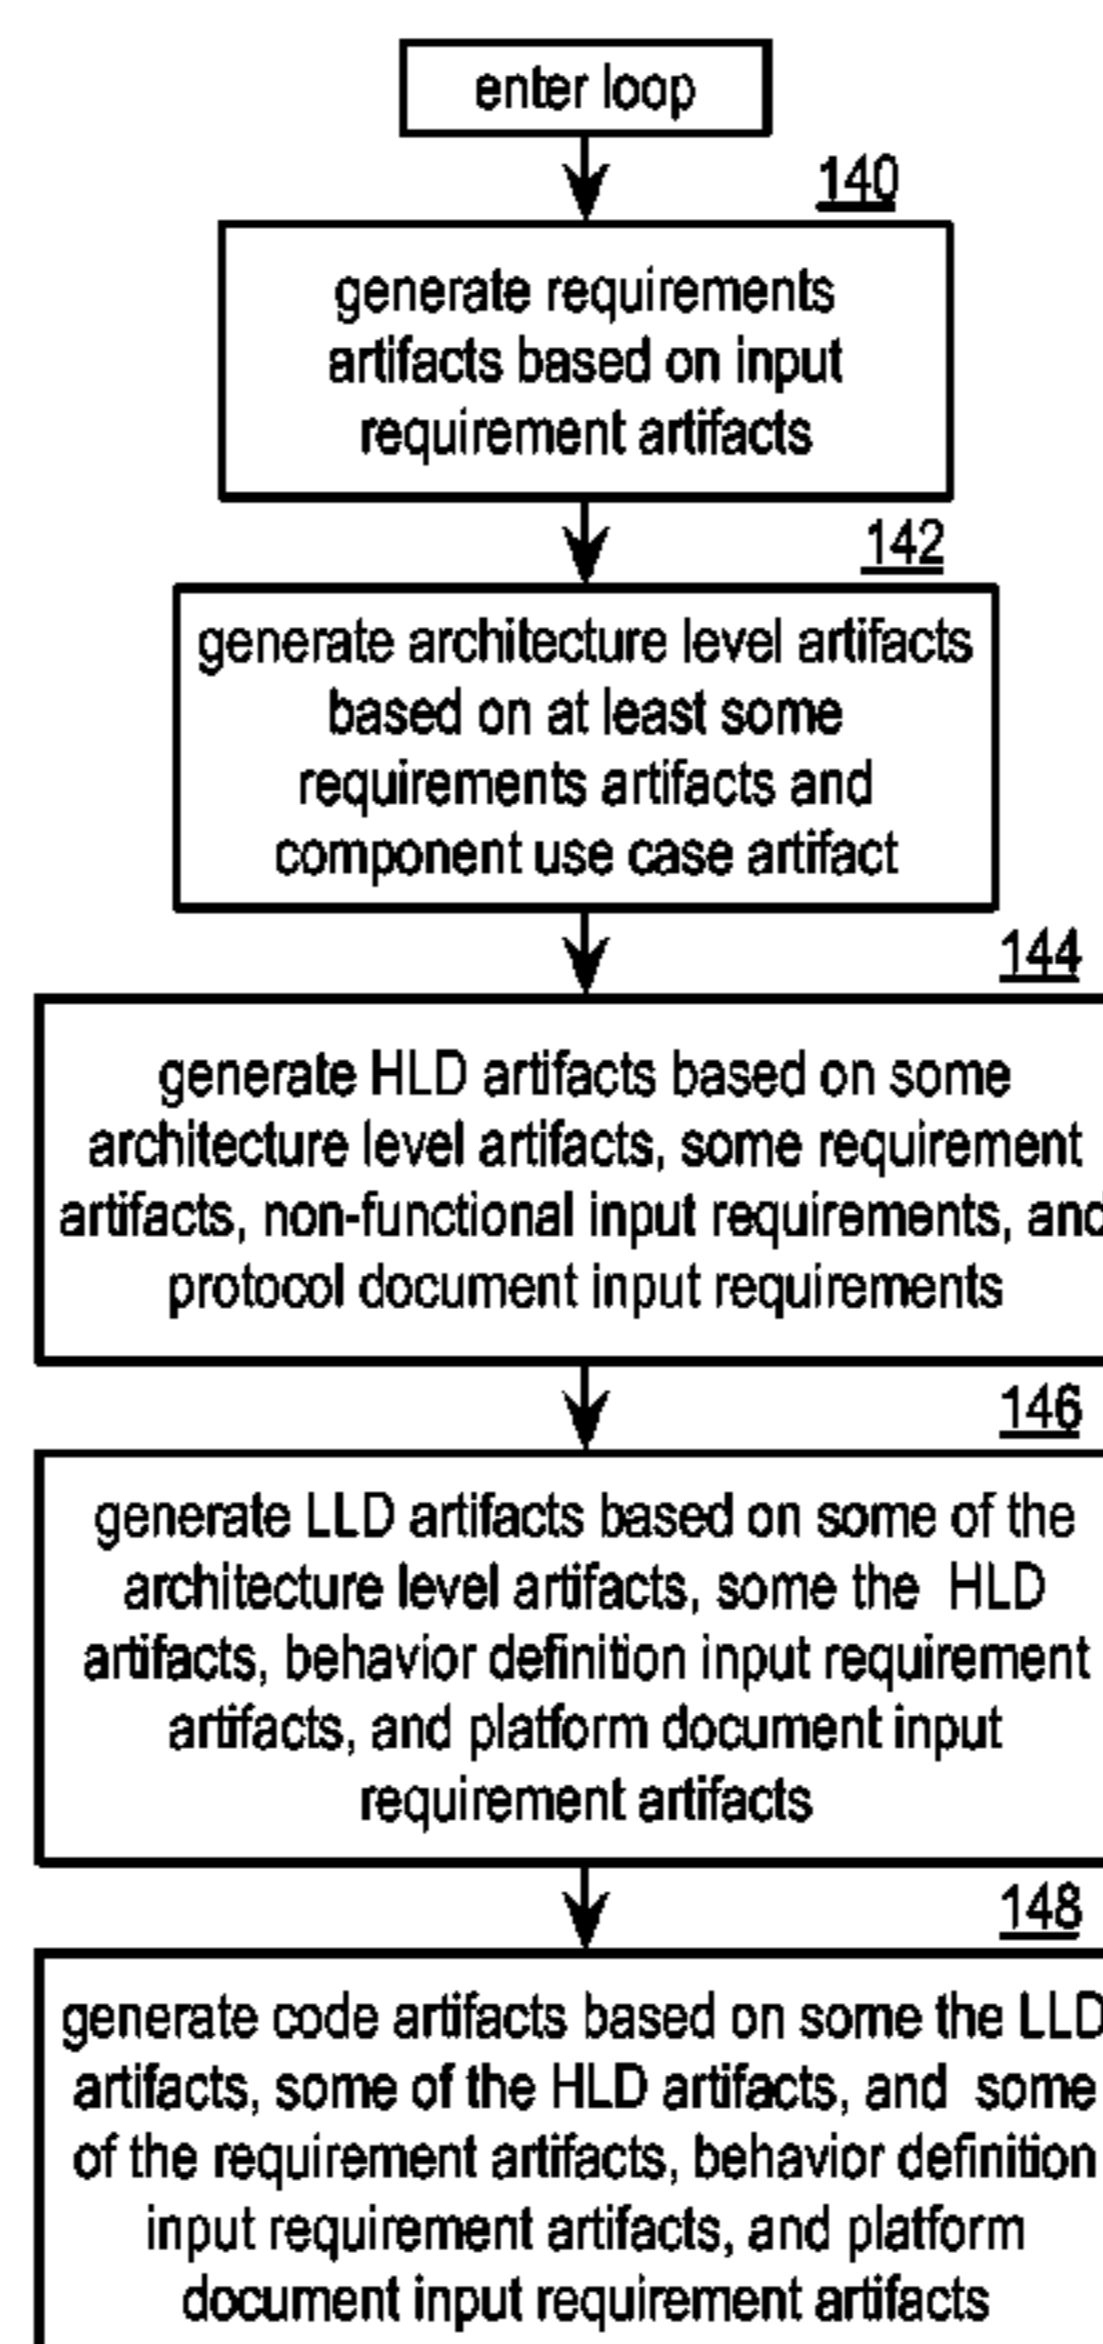 enter loop
140
generate requirements
artifacts based on input
requirement artifacts
142
generate architecture level artifacts
based on at least some
requirements artifacts and
component use case artifact
144
generate HLD artifacts based on some
architecture level artifacts, some requirement
artifacts, non-functional input requirements, and
protocol document input requirements
146
generate LLD artifacts based on some of the
architecture level artifacts, some the HLD
artifacts, behavior definition input requirement
artifacts, and platform document input
requirement artifacts
148
generate code artifacts based on some the LLD
artifacts, some of the HLD artifacts, and some
of the requirement artifacts, behavior definition
input requirement artifacts, and platform
document input requirement artifacts